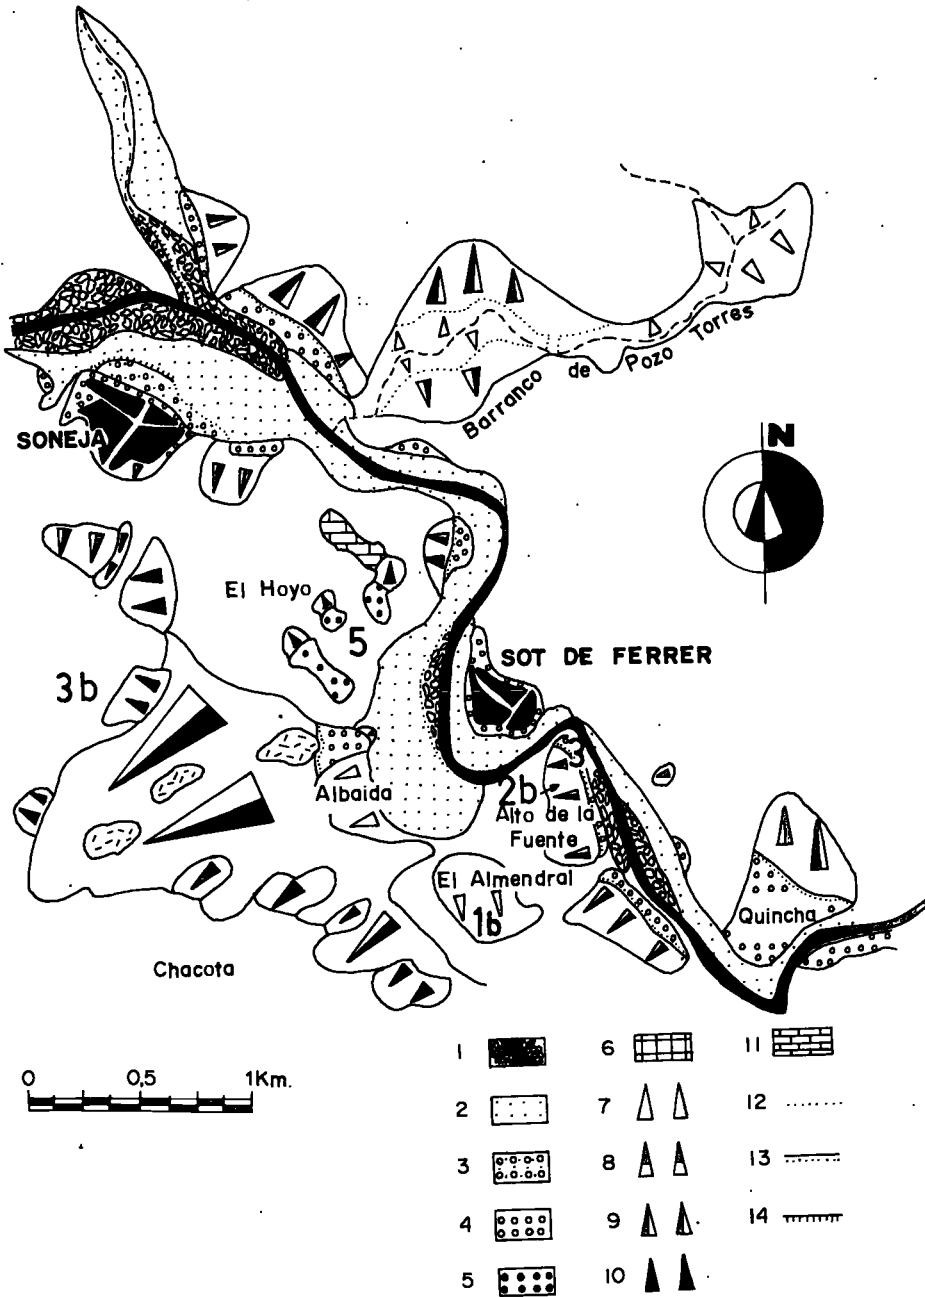 Barranco de Pozo Torres
SONEJA
N
El Hoyo
5
SOT DE FERRER
3b
3
2b
Albaida
Alto de la
Fuente
El Almendral
1b
Quincha
Chacota
0 0,5 1Km.
1
2
3
4
5
6
7
8
9
10
11
12
13
14